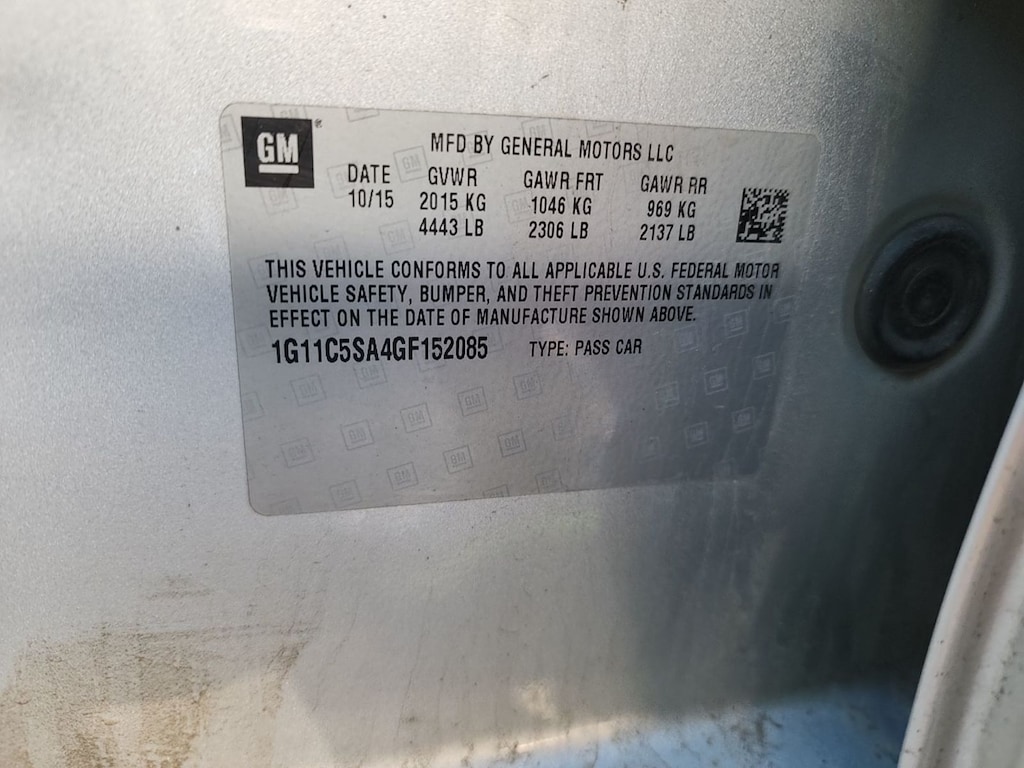 GM
MFD BY GENERAL MOTORS LLC
DATE GVWR GAWR FRT GAWR RR
10/15 2015 KG 1046 KG 969 KG
4443 LB 2306 LB 2137 LB
THIS VEHICLE CONFORMS TO ALL APPLICABLE U.S. FEDERAL MOTOR
VEHICLE SAFETY, BUMPER, AND THEFT PREVENTION STANDARDS IN
EFFECT ON THE DATE OF MANUFACTURE SHOWN ABOVE.
1G11C5SA4GF152085 TYPE: PASS CAR